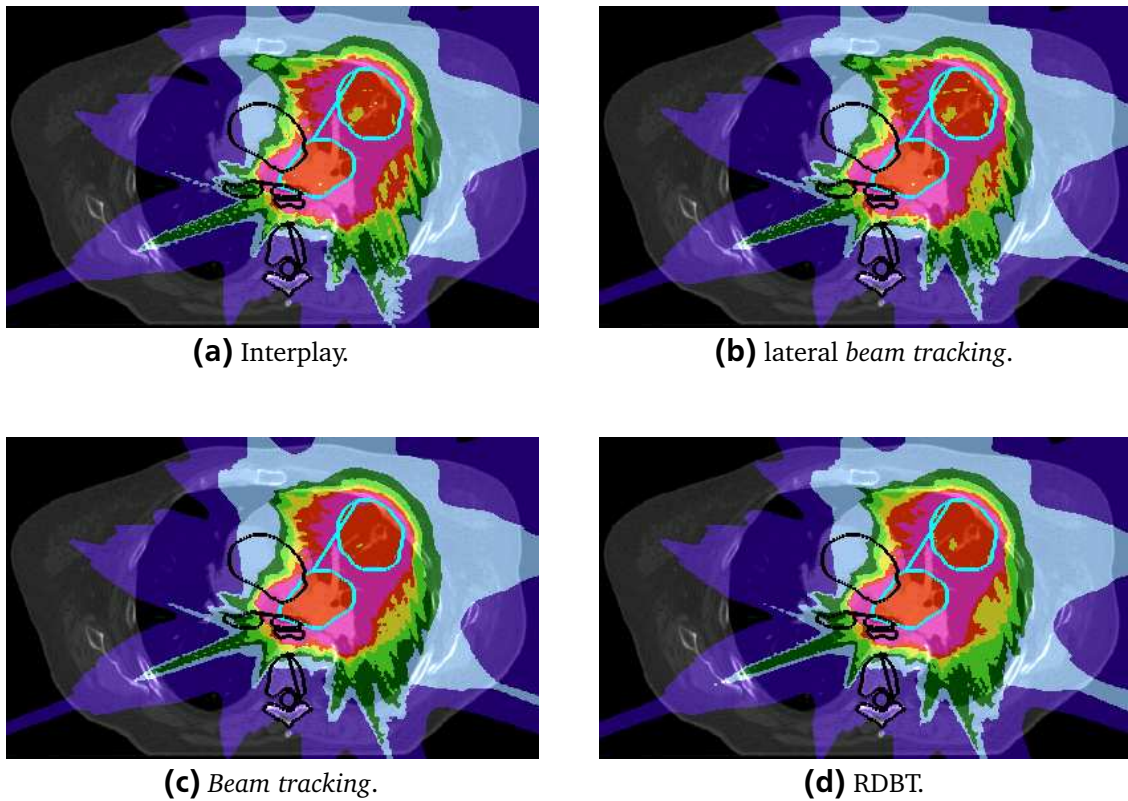 (a) Interplay.
(b) lateral beam tracking.
(c) Beam tracking.
(d) RDBT.